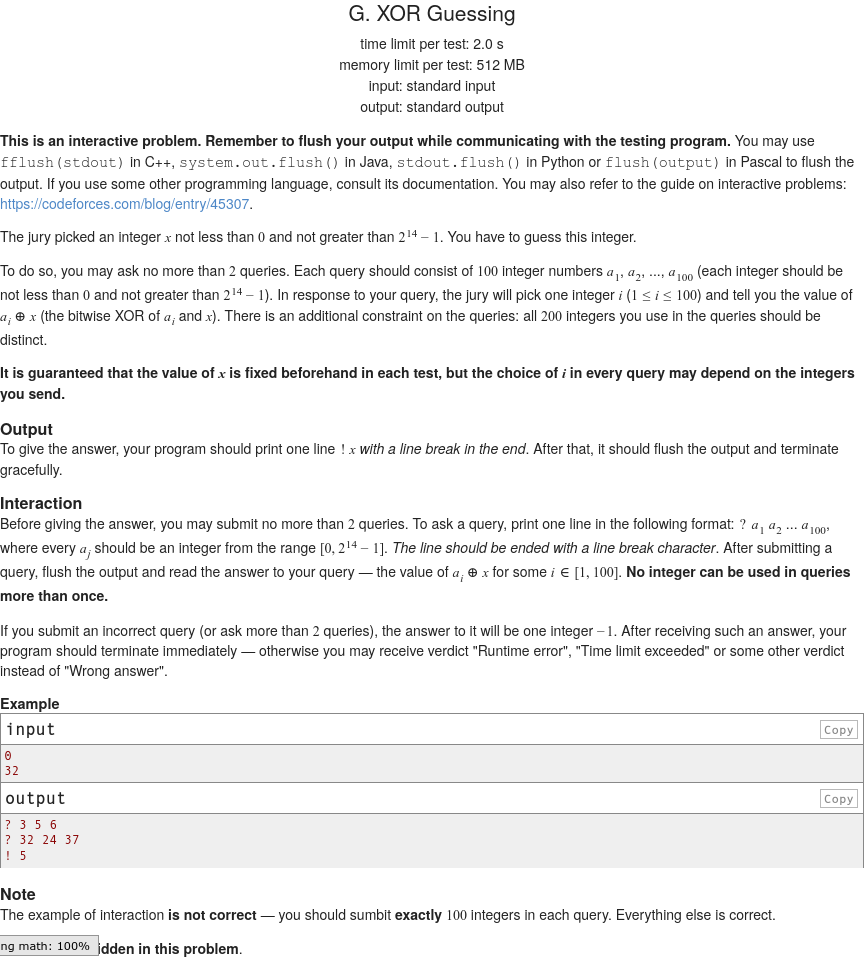 G. XOR Guessing
time limit per test: 2.0 s
memory limit per test: 512 MB
input: standard input
output: standard output
This is an interactive problem. Remember to flush your output while communicating with the testing program. You may use
fflush(stdout) in C++, system.out.flush() in Java, stdout.flush() in Python or flush(output) in Pascal to flush the
output. If you use some other programming language, consult its documentation. You may also refer to the guide on interactive problems:
https://codeforces.com/blog/entry/45307.
The jury picked an integer x not less than 0 and not greater than 2^14 − 1. You have to guess this integer.
To do so, you may ask no more than 2 queries. Each query should consist of 100 integer numbers a_1, a_2, ..., a_100 (each integer should be
not less than 0 and not greater than 2^14 − 1). In response to your query, the jury will pick one integer i (1 ≤ i ≤ 100) and tell you the value of
a_i ⊕ x (the bitwise XOR of a_i and x). There is an additional constraint on the queries: all 200 integers you use in the queries should be
distinct.
It is guaranteed that the value of x is fixed beforehand in each test, but the choice of i in every query may depend on the integers
you send.
Output
To give the answer, your program should print one line ! x with a line break in the end. After that, it should flush the output and terminate
gracefully.
Interaction
Before giving the answer, you may submit no more than 2 queries. To ask a query, print one line in the following format: ? a_1 a_2 ... a_100,
where every a_j should be an integer from the range [0, 2^14 − 1]. The line should be ended with a line break character. After submitting a
query, flush the output and read the answer to your query — the value of a_i ⊕ x for some i ∈ [1, 100]. No integer can be used in queries
more than once.
If you submit an incorrect query (or ask more than 2 queries), the answer to it will be one integer −1. After receiving such an answer, your
program should terminate immediately — otherwise you may receive verdict "Runtime error", "Time limit exceeded" or some other verdict
instead of "Wrong answer".
Example
input
Copy
0
32
output
Copy
? 3 5 6
? 32 24 37
! 5
Note
The example of interaction is not correct — you should sumbit exactly 100 integers in each query. Everything else is correct.
ng math: 100% idden in this problem.